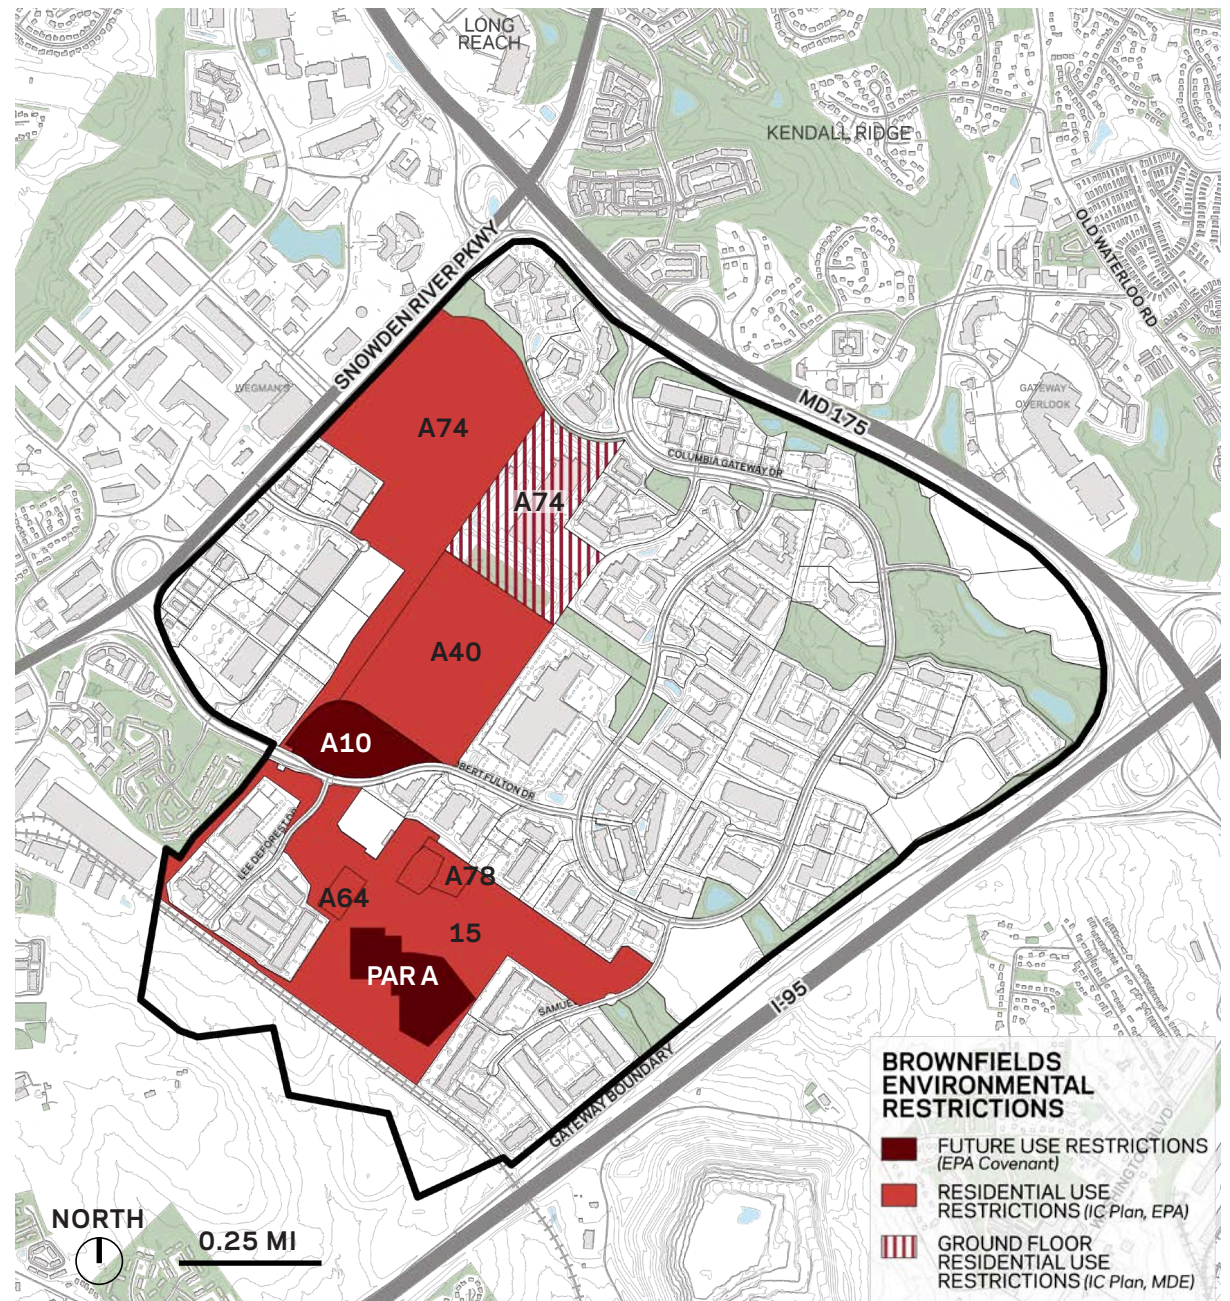 LONG
REACH
KENDALL RIDGE
OLD WATERLOO RD
SNOWDEN RIVER PKWY
WEGMAN'S
GATEWAY
OVERLOOK
MD 175
A74
COLUMBIA GATEWAY DR
A74
A40
A10
BERT FULTON DR
LEE DEFOREST DR
A78
A64
15
PAR A
SAMUE
I-95
GATEWAY BOUNDARY
BROWNFIELDS
ENVIRONMENTAL
RESTRICTIONS
FUTURE USE RESTRICTIONS
(EPA Covenant)
RESIDENTIAL USE
RESTRICTIONS (IC Plan, EPA)
GROUND FLOOR
RESIDENTIAL USE
RESTRICTIONS (IC Plan, MDE)
NORTH
0.25 MI